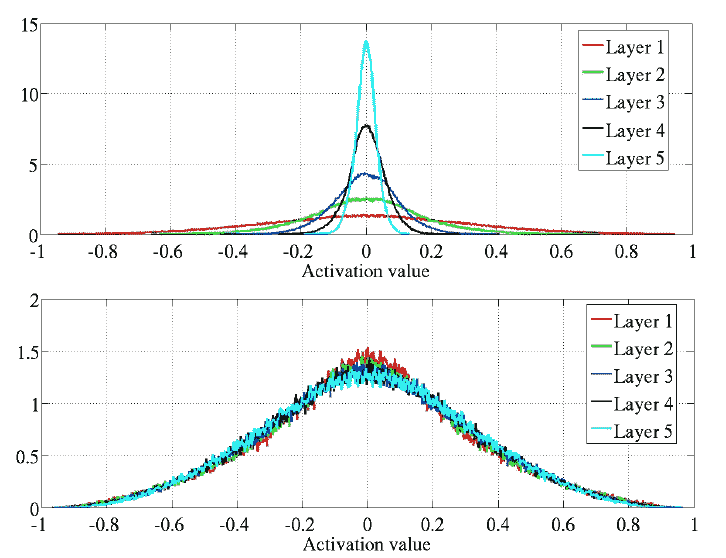 15
10
5
0
-1 -0.8 -0.6 -0.4 -0.2 0 0.2 0.4 0.6 0.8 1
Activation value
Layer 1
Layer 2
Layer 3
Layer 4
Layer 5
2
1.5
1
0.5
0
-1 -0.8 -0.6 -0.4 -0.2 0 0.2 0.4 0.6 0.8 1
Activation value
Layer 1
Layer 2
Layer 3
Layer 4
Layer 5